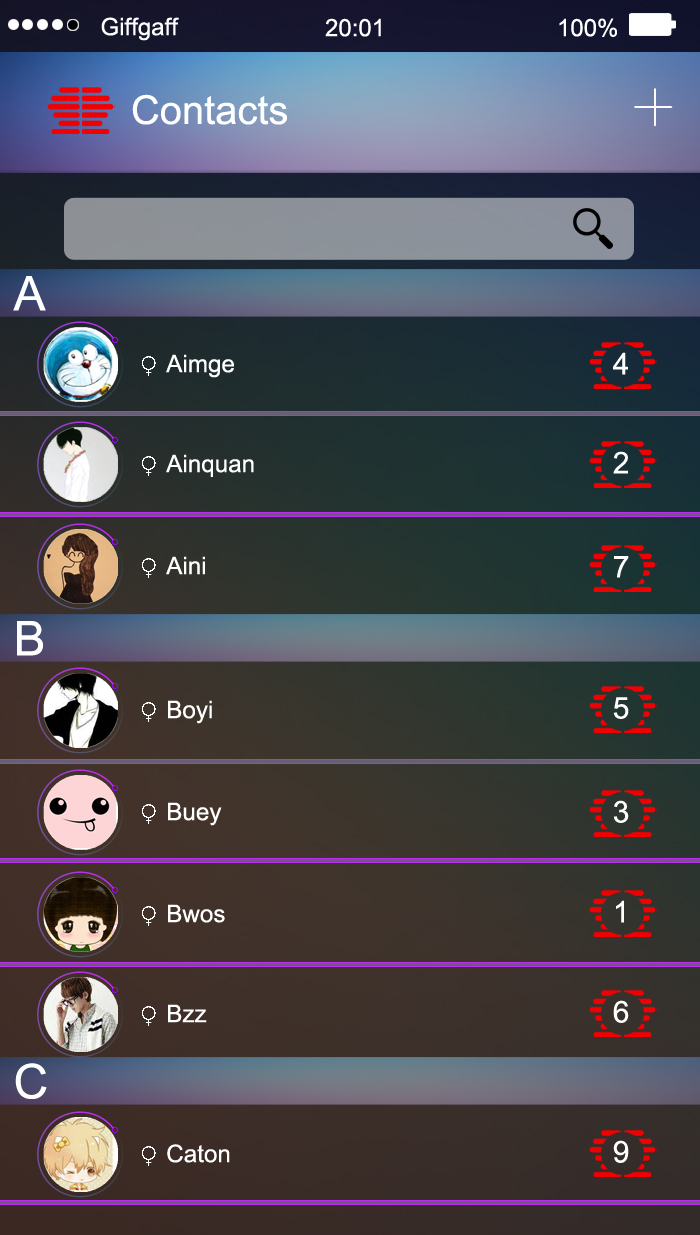 Giffgaff 20:01 100%
Contacts
A
Aimge 4
Ainquan 2
Aini 7
B
Boyi 5
Buey 3
Bwos 1
Bzz 6
C
Caton 9